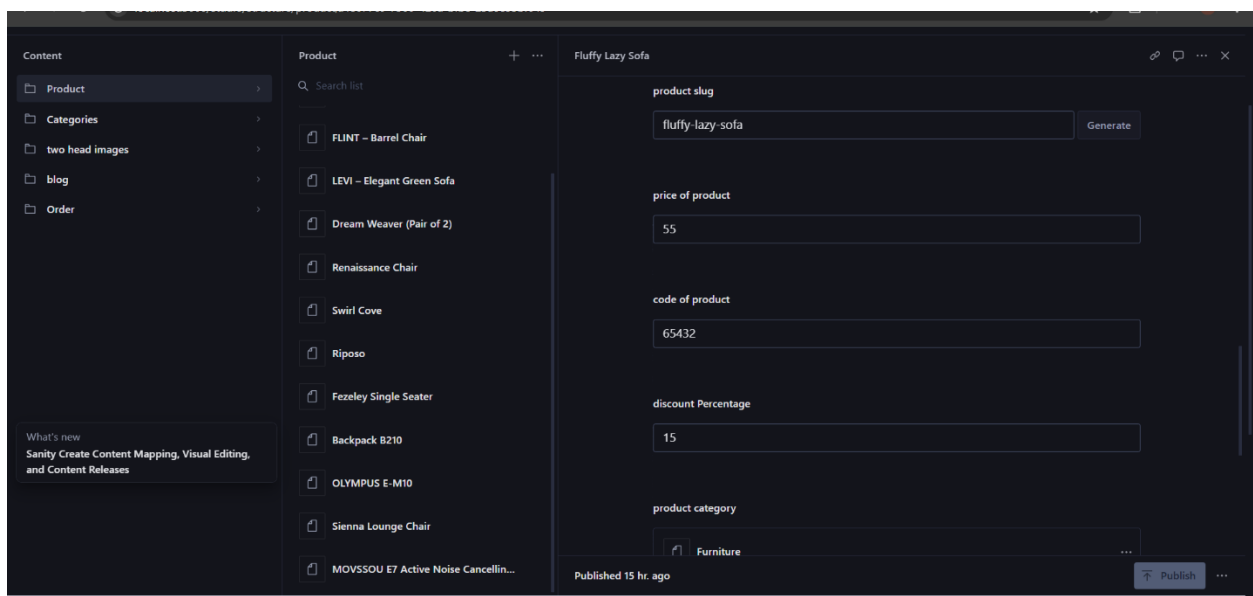 Content
Product
Categories
two head images
blog
Order
What's new
Sanity Create Content Mapping, Visual Editing,
and Content Releases
Product
Search list
FLINT – Barrel Chair
LEVI – Elegant Green Sofa
Dream Weaver (Pair of 2)
Renaissance Chair
Swirl Cove
Riposo
Fezeley Single Seater
Backpack B210
OLYMPUS E-M10
Sienna Lounge Chair
MOVSSOU E7 Active Noise Cancellin...
Fluffy Lazy Sofa
product slug
fluffy-lazy-sofa
Generate
price of product
55
code of product
65432
discount Percentage
15
product category
Furniture
Published 15 hr. ago
Publish